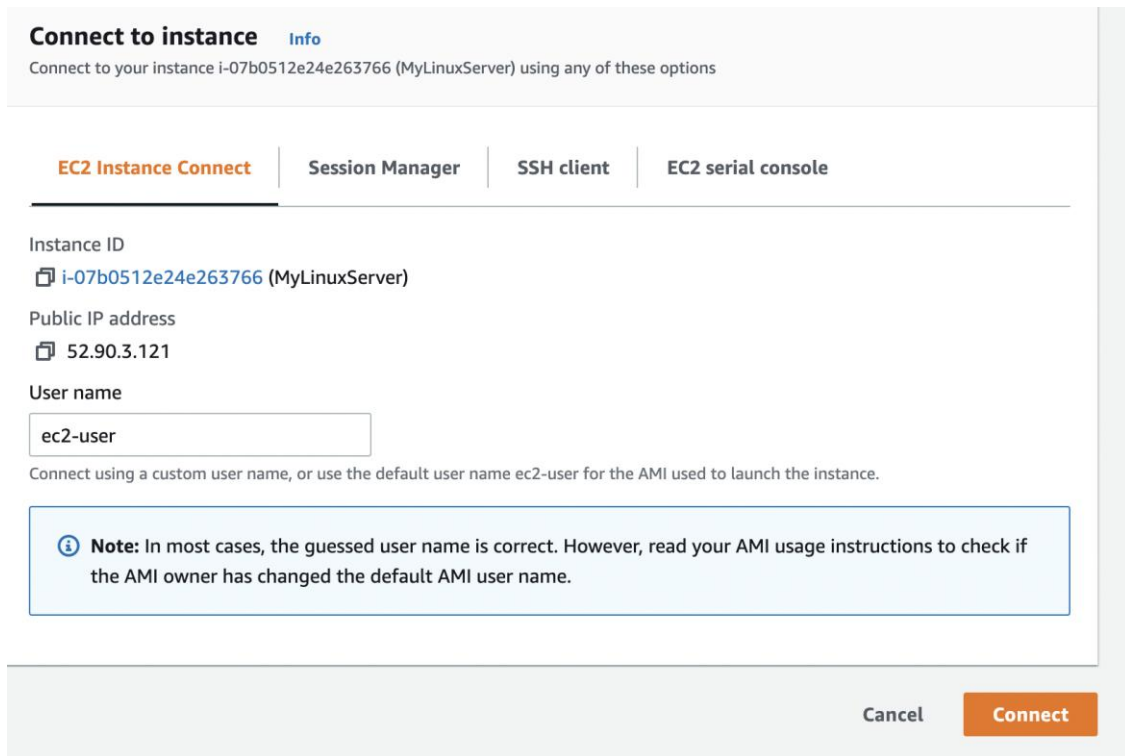 Connect to instance Info
Connect to your instance i-07b0512e24e263766 (MyLinuxServer) using any of these options
EC2 Instance Connect Session Manager SSH client EC2 serial console
Instance ID
i-07b0512e24e263766 (MyLinuxServer)
Public IP address
52.90.3.121
User name
ec2-user
Connect using a custom user name, or use the default user name ec2-user for the AMI used to launch the instance.
Note: In most cases, the guessed user name is correct. However, read your AMI usage instructions to check if
the AMI owner has changed the default AMI user name.
Cancel Connect